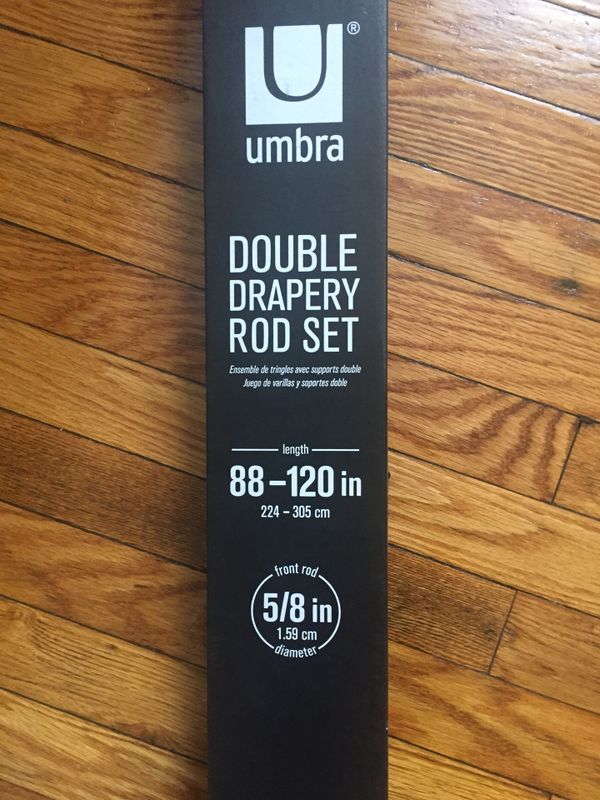 U®
umbra
DOUBLE
DRAPERY
ROD SET
Ensemble de tringles avec supports double
Juego de varillas y soportes doble
length
88–120 in
224 – 305 cm
front rod
5/8 in
1.59 cm
diameter